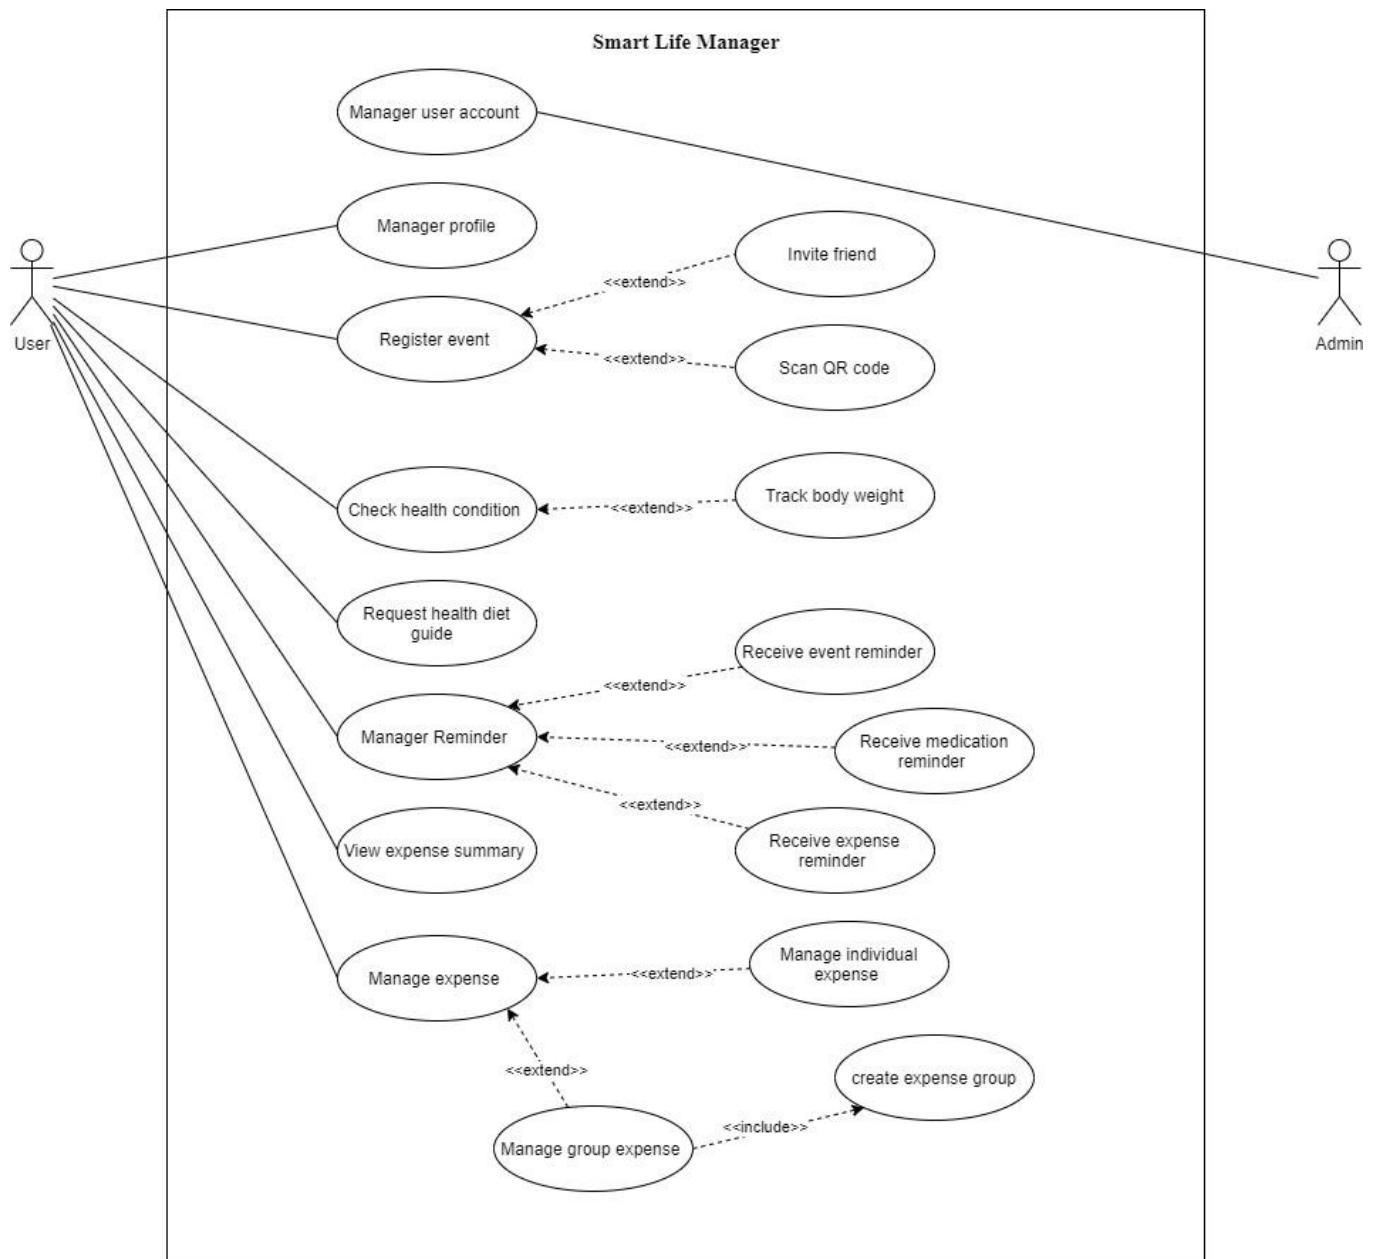 Smart Life Manager
Manager user account
Manager profile
Invite friend
<<extend>>
User
Register event
Admin
<<extend>>
Scan QR code
Check health condition
<<extend>>
Track body weight
Request health diet
guide
Receive event reminder
<<extend>>
Manager Reminder
<<extend>>
Receive medication
reminder
<<extend>>
View expense summary
Receive expense
reminder
Manage expense
<<extend>>
Manage individual
expense
<<extend>>
create expense group
<<include>>
Manage group expense